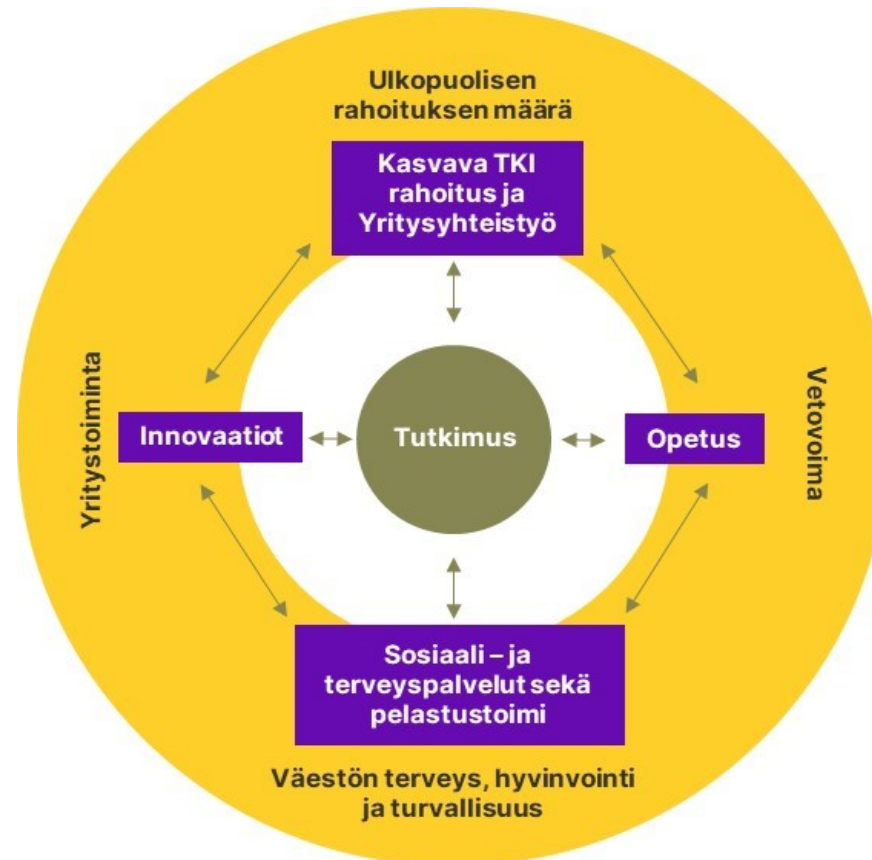 Ulkopuolisen
rahoituksen määrä
Kasvava TKI
rahoitus ja
Yritysyhteistyö
Yritystoiminta
Innovaatiot
Tutkimus
Opetus
Vetovoima
Sosiaali – ja
terveyspalvelut sekä
pelastustoimi
Väestön terveys, hyvinvointi
ja turvallisuus